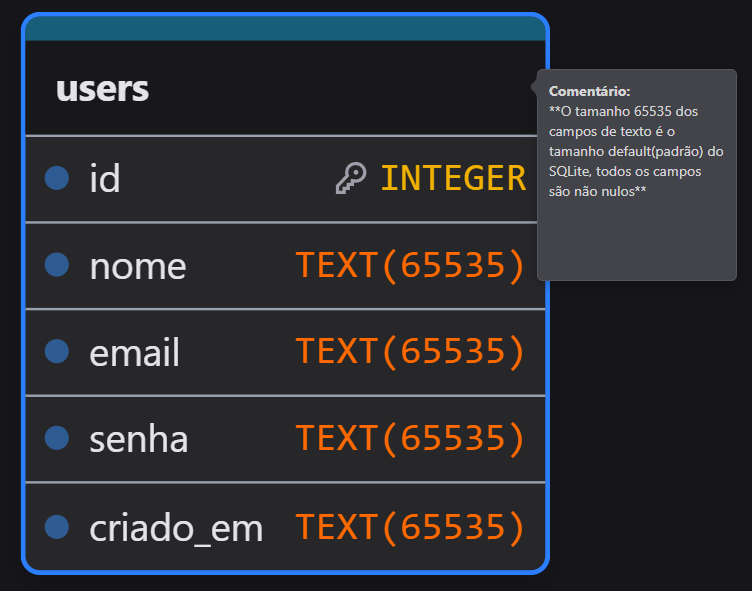 users
Comentário:
**O tamanho 65535 dos
campos de texto é o
tamanho default(padrão) do
SQLite, todos os campos
são não nulos**
id INTEGER
nome TEXT(65535)
email TEXT(65535)
senha TEXT(65535)
criado_em TEXT(65535)